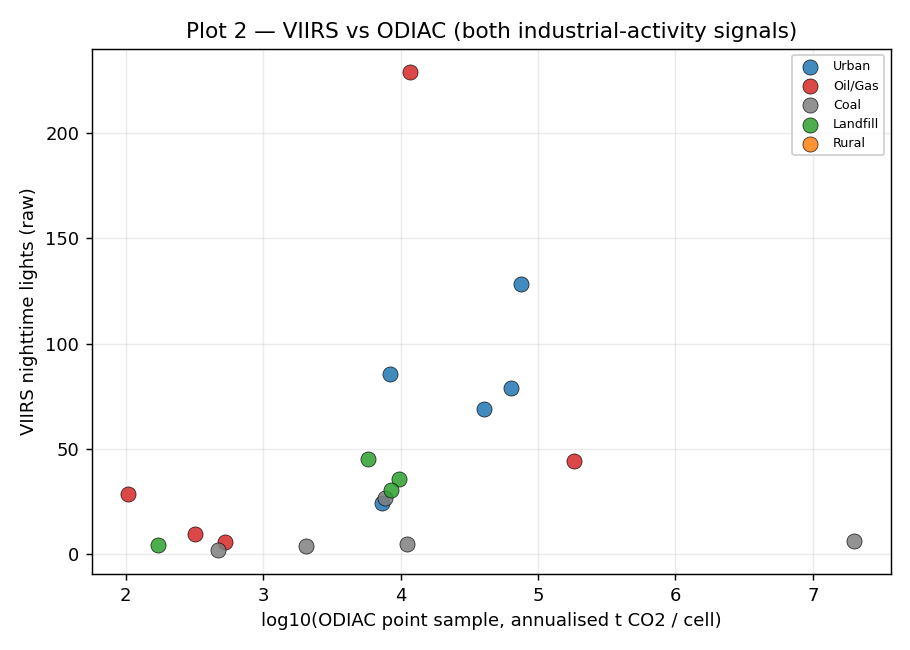 Plot 2 — VIIRS vs ODIAC (both industrial-activity signals)
Urban
Oil/Gas
Coal
Landfill
Rural
VIIRS nighttime lights (raw)
200
150
100
50
0
2 3 4 5 6 7
log10(ODIAC point sample, annualised t CO2 / cell)